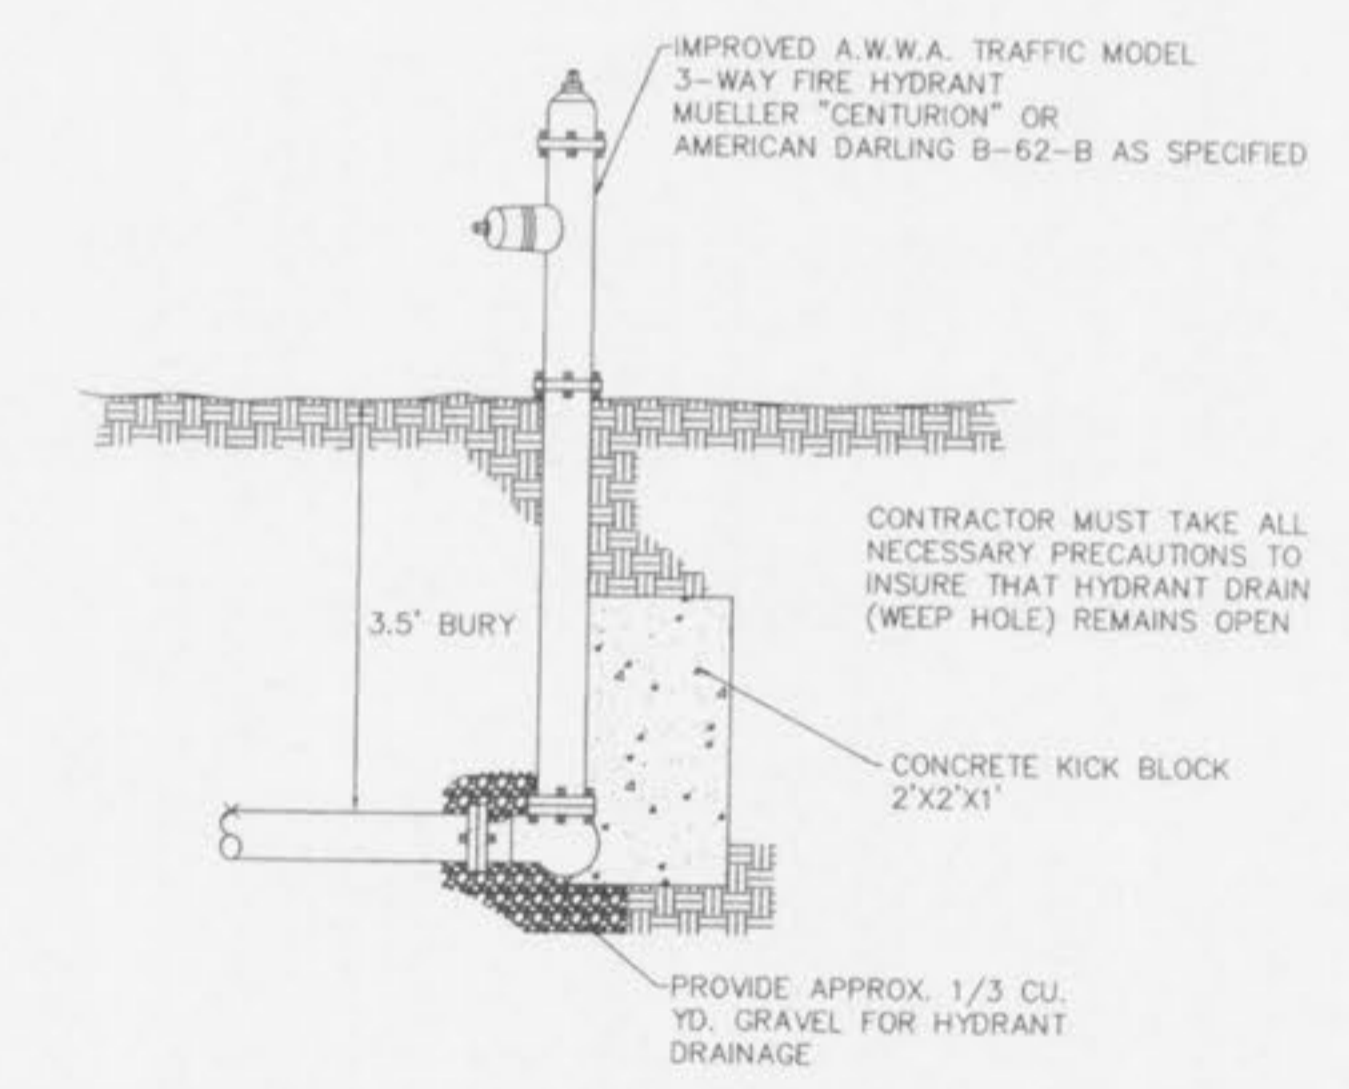 IMPROVED A.W.W.A. TRAFFIC MODEL
3-WAY FIRE HYDRANT
MUELLER "CENTURION" OR
AMERICAN DARLING B-62-B AS SPECIFIED
CONTRACTOR MUST TAKE ALL
NECESSARY PRECAUTIONS TO
INSURE THAT HYDRANT DRAIN
(WEEP HOLE) REMAINS OPEN
3.5' BURY
CONCRETE KICK BLOCK
2'X2'X1'
PROVIDE APPROX. 1/3 CU.
YD. GRAVEL FOR HYDRANT
DRAINAGE